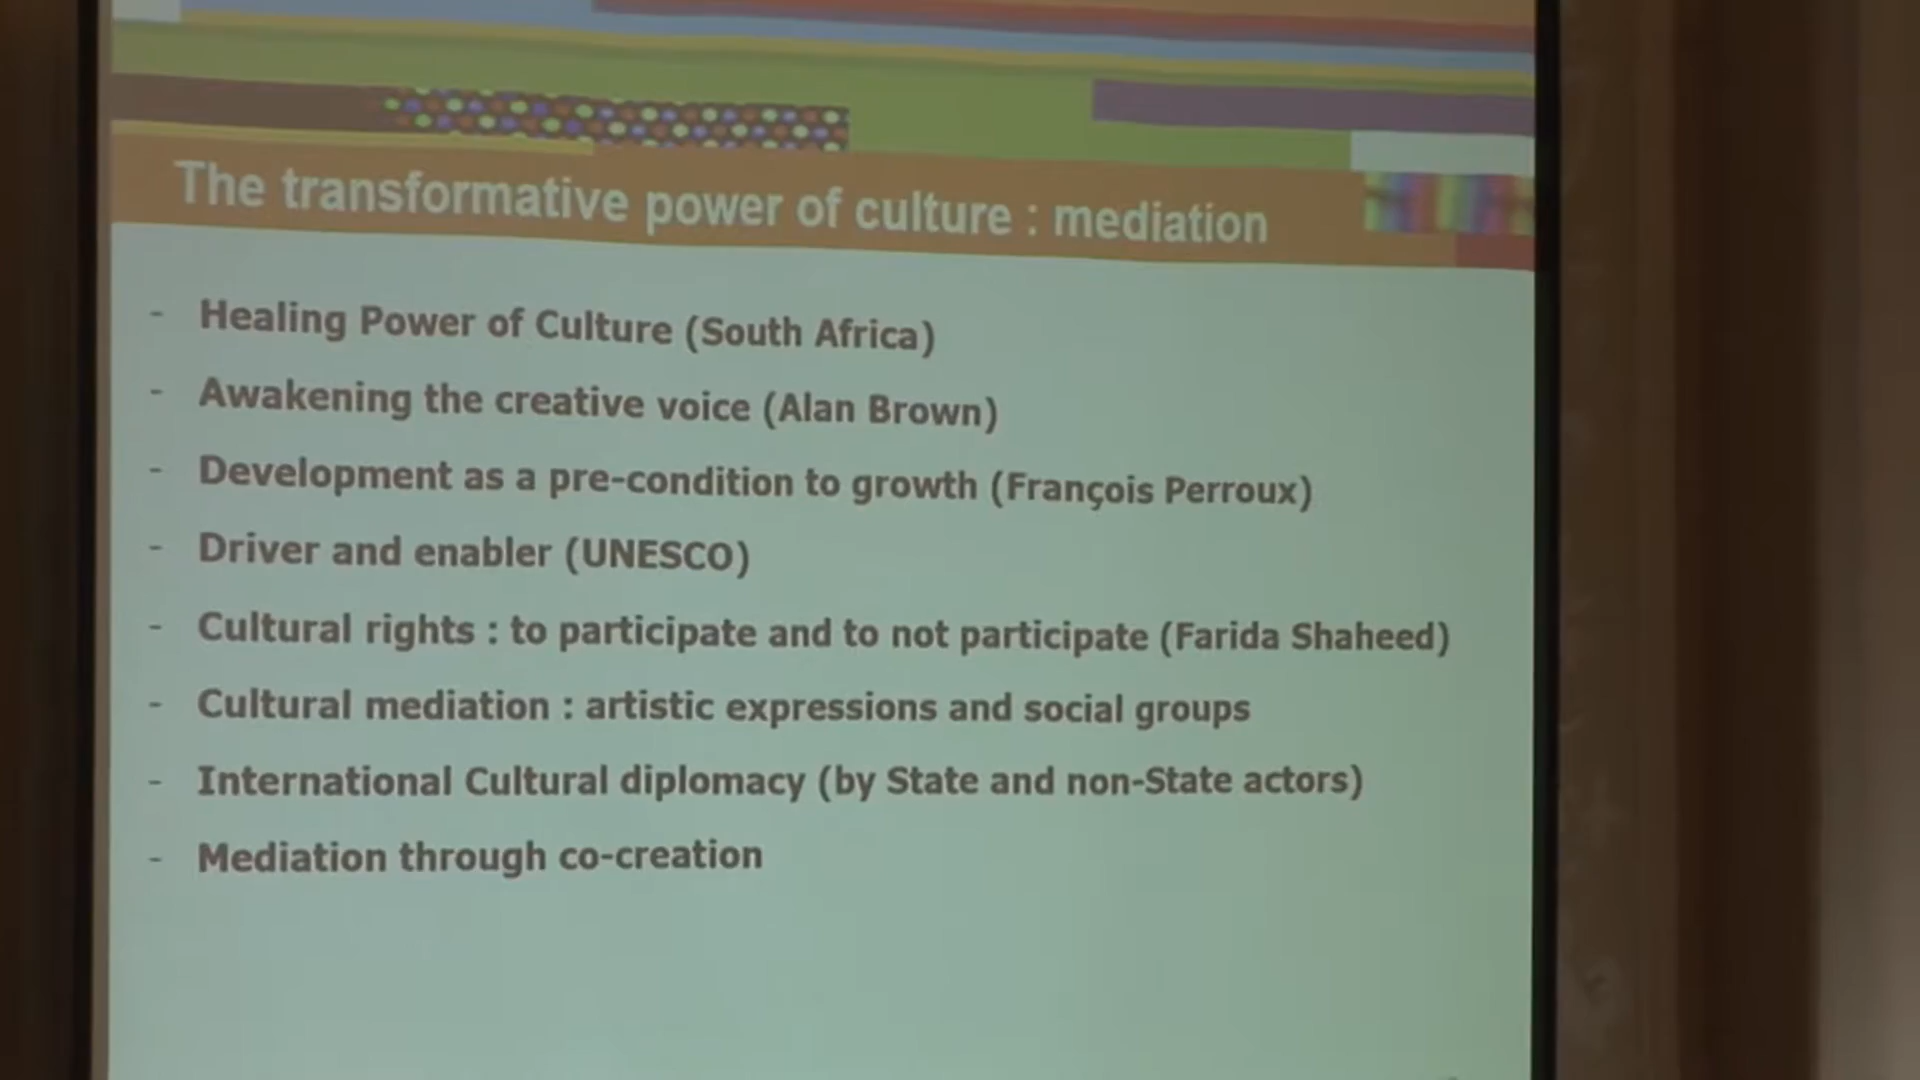 The transformative power of culture : mediation
- Healing Power of Culture (South Africa)
- Awakening the creative voice (Alan Brown)
- Development as a pre-condition to growth (François Perroux)
- Driver and enabler (UNESCO)
- Cultural rights : to participate and to not participate (Farida Shaheed)
- Cultural mediation : artistic expressions and social groups
- International Cultural diplomacy (by State and non-State actors)
- Mediation through co-creation